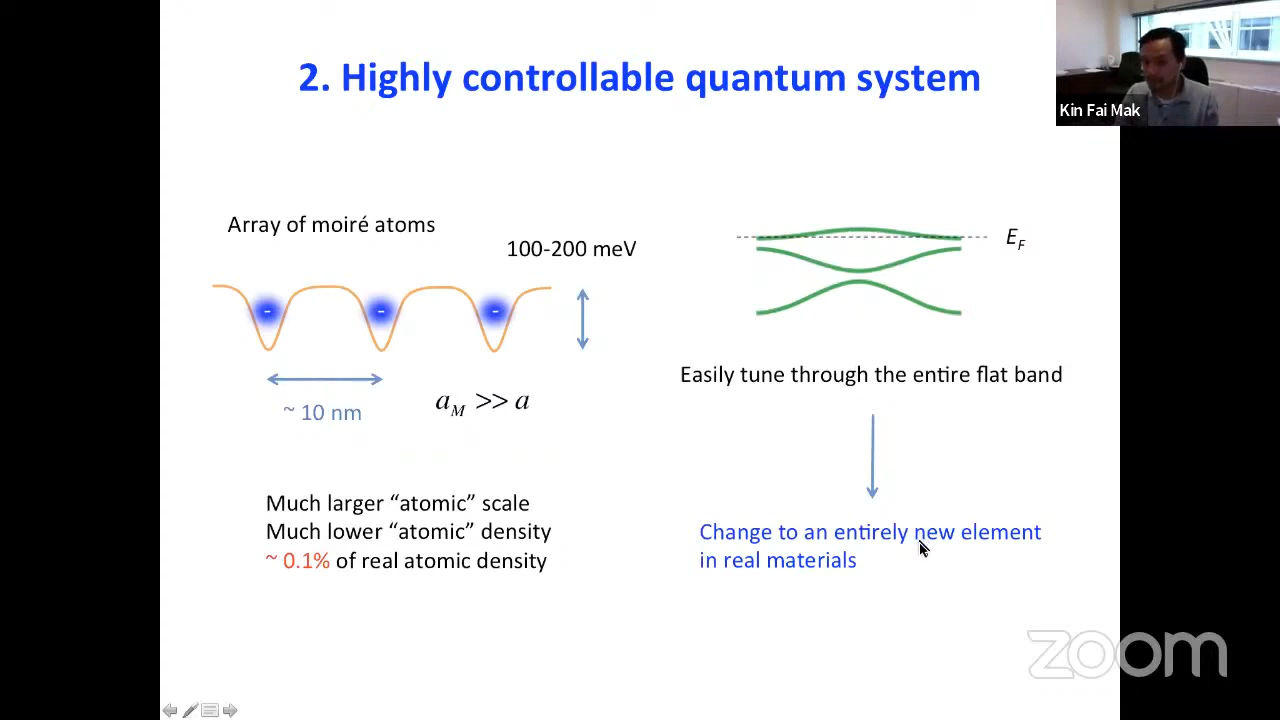 2. Highly controllable quantum system
Kin Fai Mak
Array of moiré atoms
100-200 meV
- - -
~ 10 nm
a_M >> a
Much larger “atomic” scale
Much lower “atomic” density
~ 0.1% of real atomic density
E_F
Easily tune through the entire flat band
Change to an entirely new element
in real materials
zoom